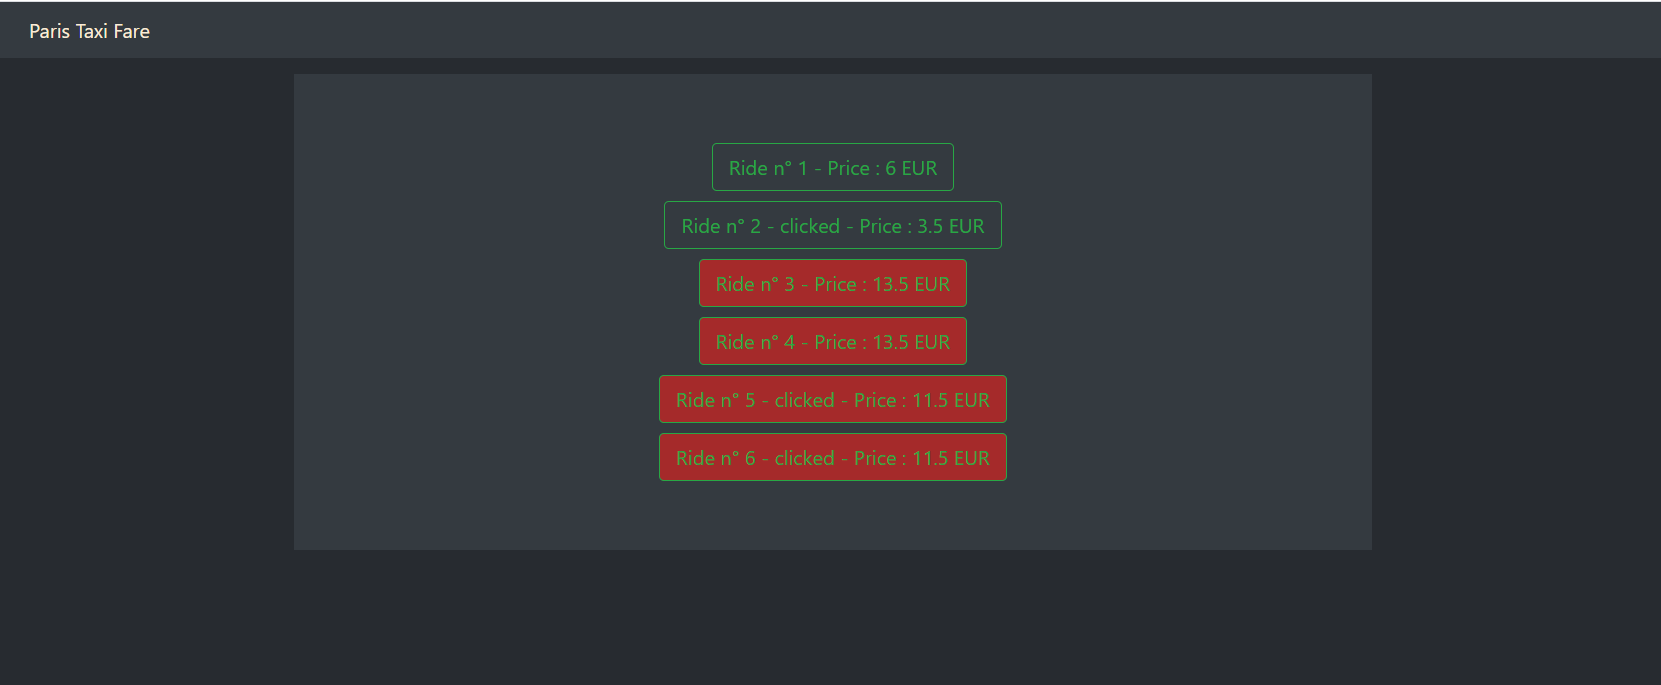 Paris Taxi Fare
Ride n° 1 - Price : 6 EUR
Ride n° 2 - clicked - Price : 3.5 EUR
Ride n° 3 - Price : 13.5 EUR
Ride n° 4 - Price : 13.5 EUR
Ride n° 5 - clicked - Price : 11.5 EUR
Ride n° 6 - clicked - Price : 11.5 EUR